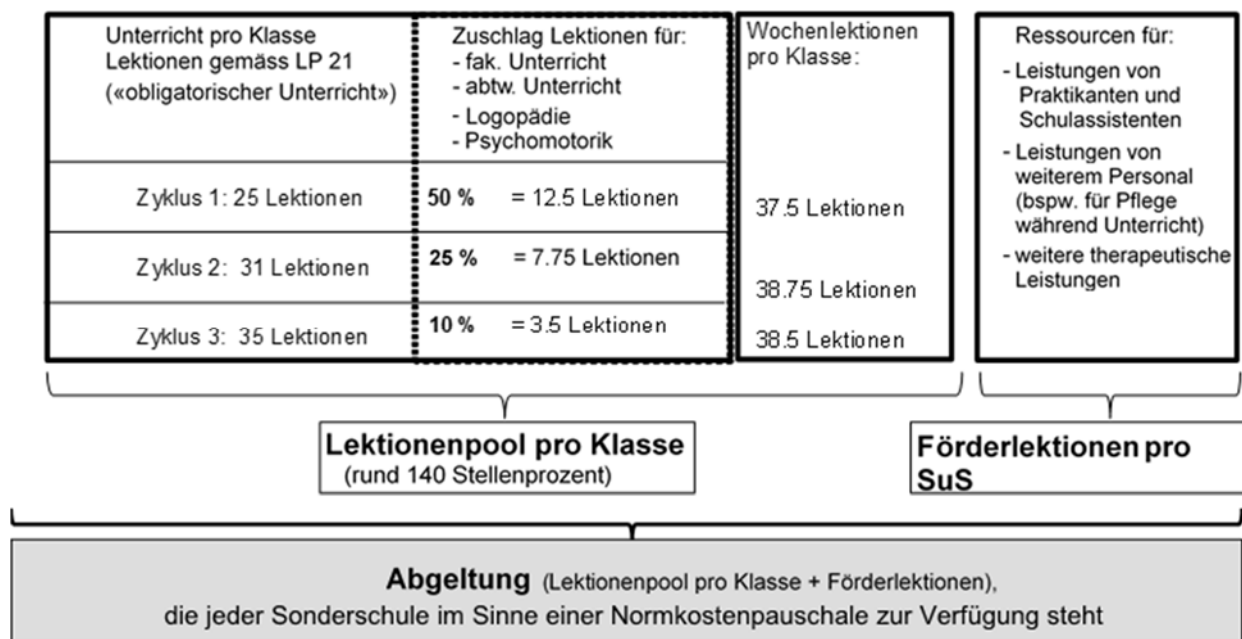 Unterricht pro Klasse
Lektionen gemäss LP 21
(«obligatorischer Unterricht»)
Zuschlag Lektionen für:
- fak. Unterricht
- abtw. Unterricht
- Logopädie
- Psychomotorik
Wochenlektionen
pro Klasse:
Zyklus 1: 25 Lektionen
50 % = 12.5 Lektionen
37.5 Lektionen
Zyklus 2: 31 Lektionen
25 % = 7.75 Lektionen
38.75 Lektionen
Zyklus 3: 35 Lektionen
10 % = 3.5 Lektionen
38.5 Lektionen
Ressourcen für:
- Leistungen von
Praktikanten und
Schulassistenten
- Leistungen von
weiterem Personal
(bspw. für Pflege
während Unterricht)
- weitere therapeutische
Leistungen
Lektionenpool pro Klasse
(rund 140 Stellenprozent)
Förderlektionen pro
SuS
Abgeltung (Lektionenpool pro Klasse + Förderlektionen),
die jeder Sonderschule im Sinne einer Normkostenpauschale zur Verfügung steht